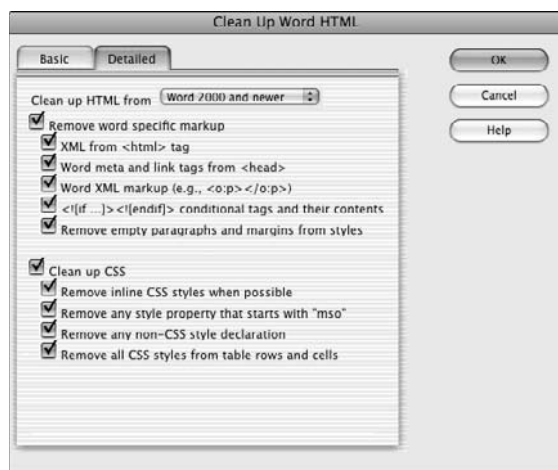 Clean Up Word HTML
Basic
Detailed
OK
Cancel
Help
Clean up HTML from Word 2000 and newer
Remove word specific markup
XML from <html> tag
Word meta and link tags from <head>
Word XML markup (e.g., <o:p></o:p>)
<![if ...]><![endif]> conditional tags and their contents
Remove empty paragraphs and margins from styles
Clean up CSS
Remove inline CSS styles when possible
Remove any style property that starts with "mso"
Remove any non-CSS style declaration
Remove all CSS styles from table rows and cells